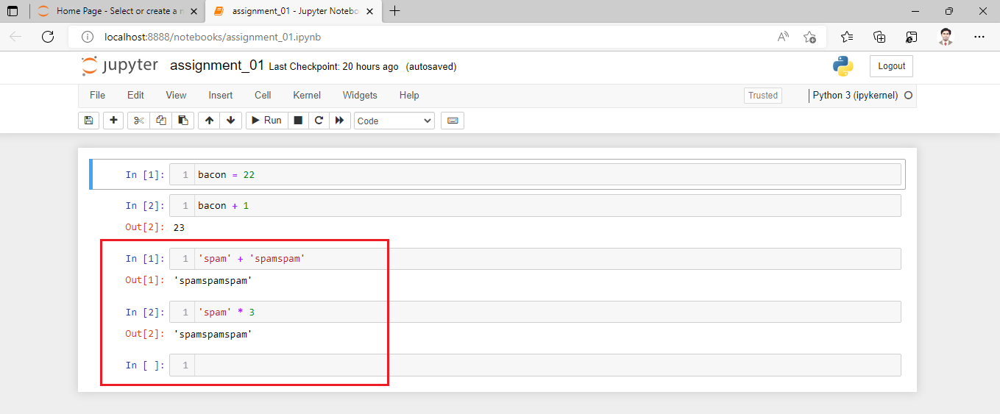 Home Page - Select or create a n
assignment_01 - Jupyter Notebo
localhost:8888/notebooks/assignment_01.ipynb
jupyter assignment_01 Last Checkpoint: 20 hours ago (autosaved)
Logout
File Edit View Insert Cell Kernel Widgets Help
Trusted Python 3 (ipykernel)
Run Code
In [1]: 1 bacon = 22
In [2]: 1 bacon + 1
Out[2]: 23
In [1]: 1 'spam' + 'spamspam'
Out[1]: 'spamspamspam'
In [2]: 1 'spam' * 3
Out[2]: 'spamspamspam'
In [ ]: 1